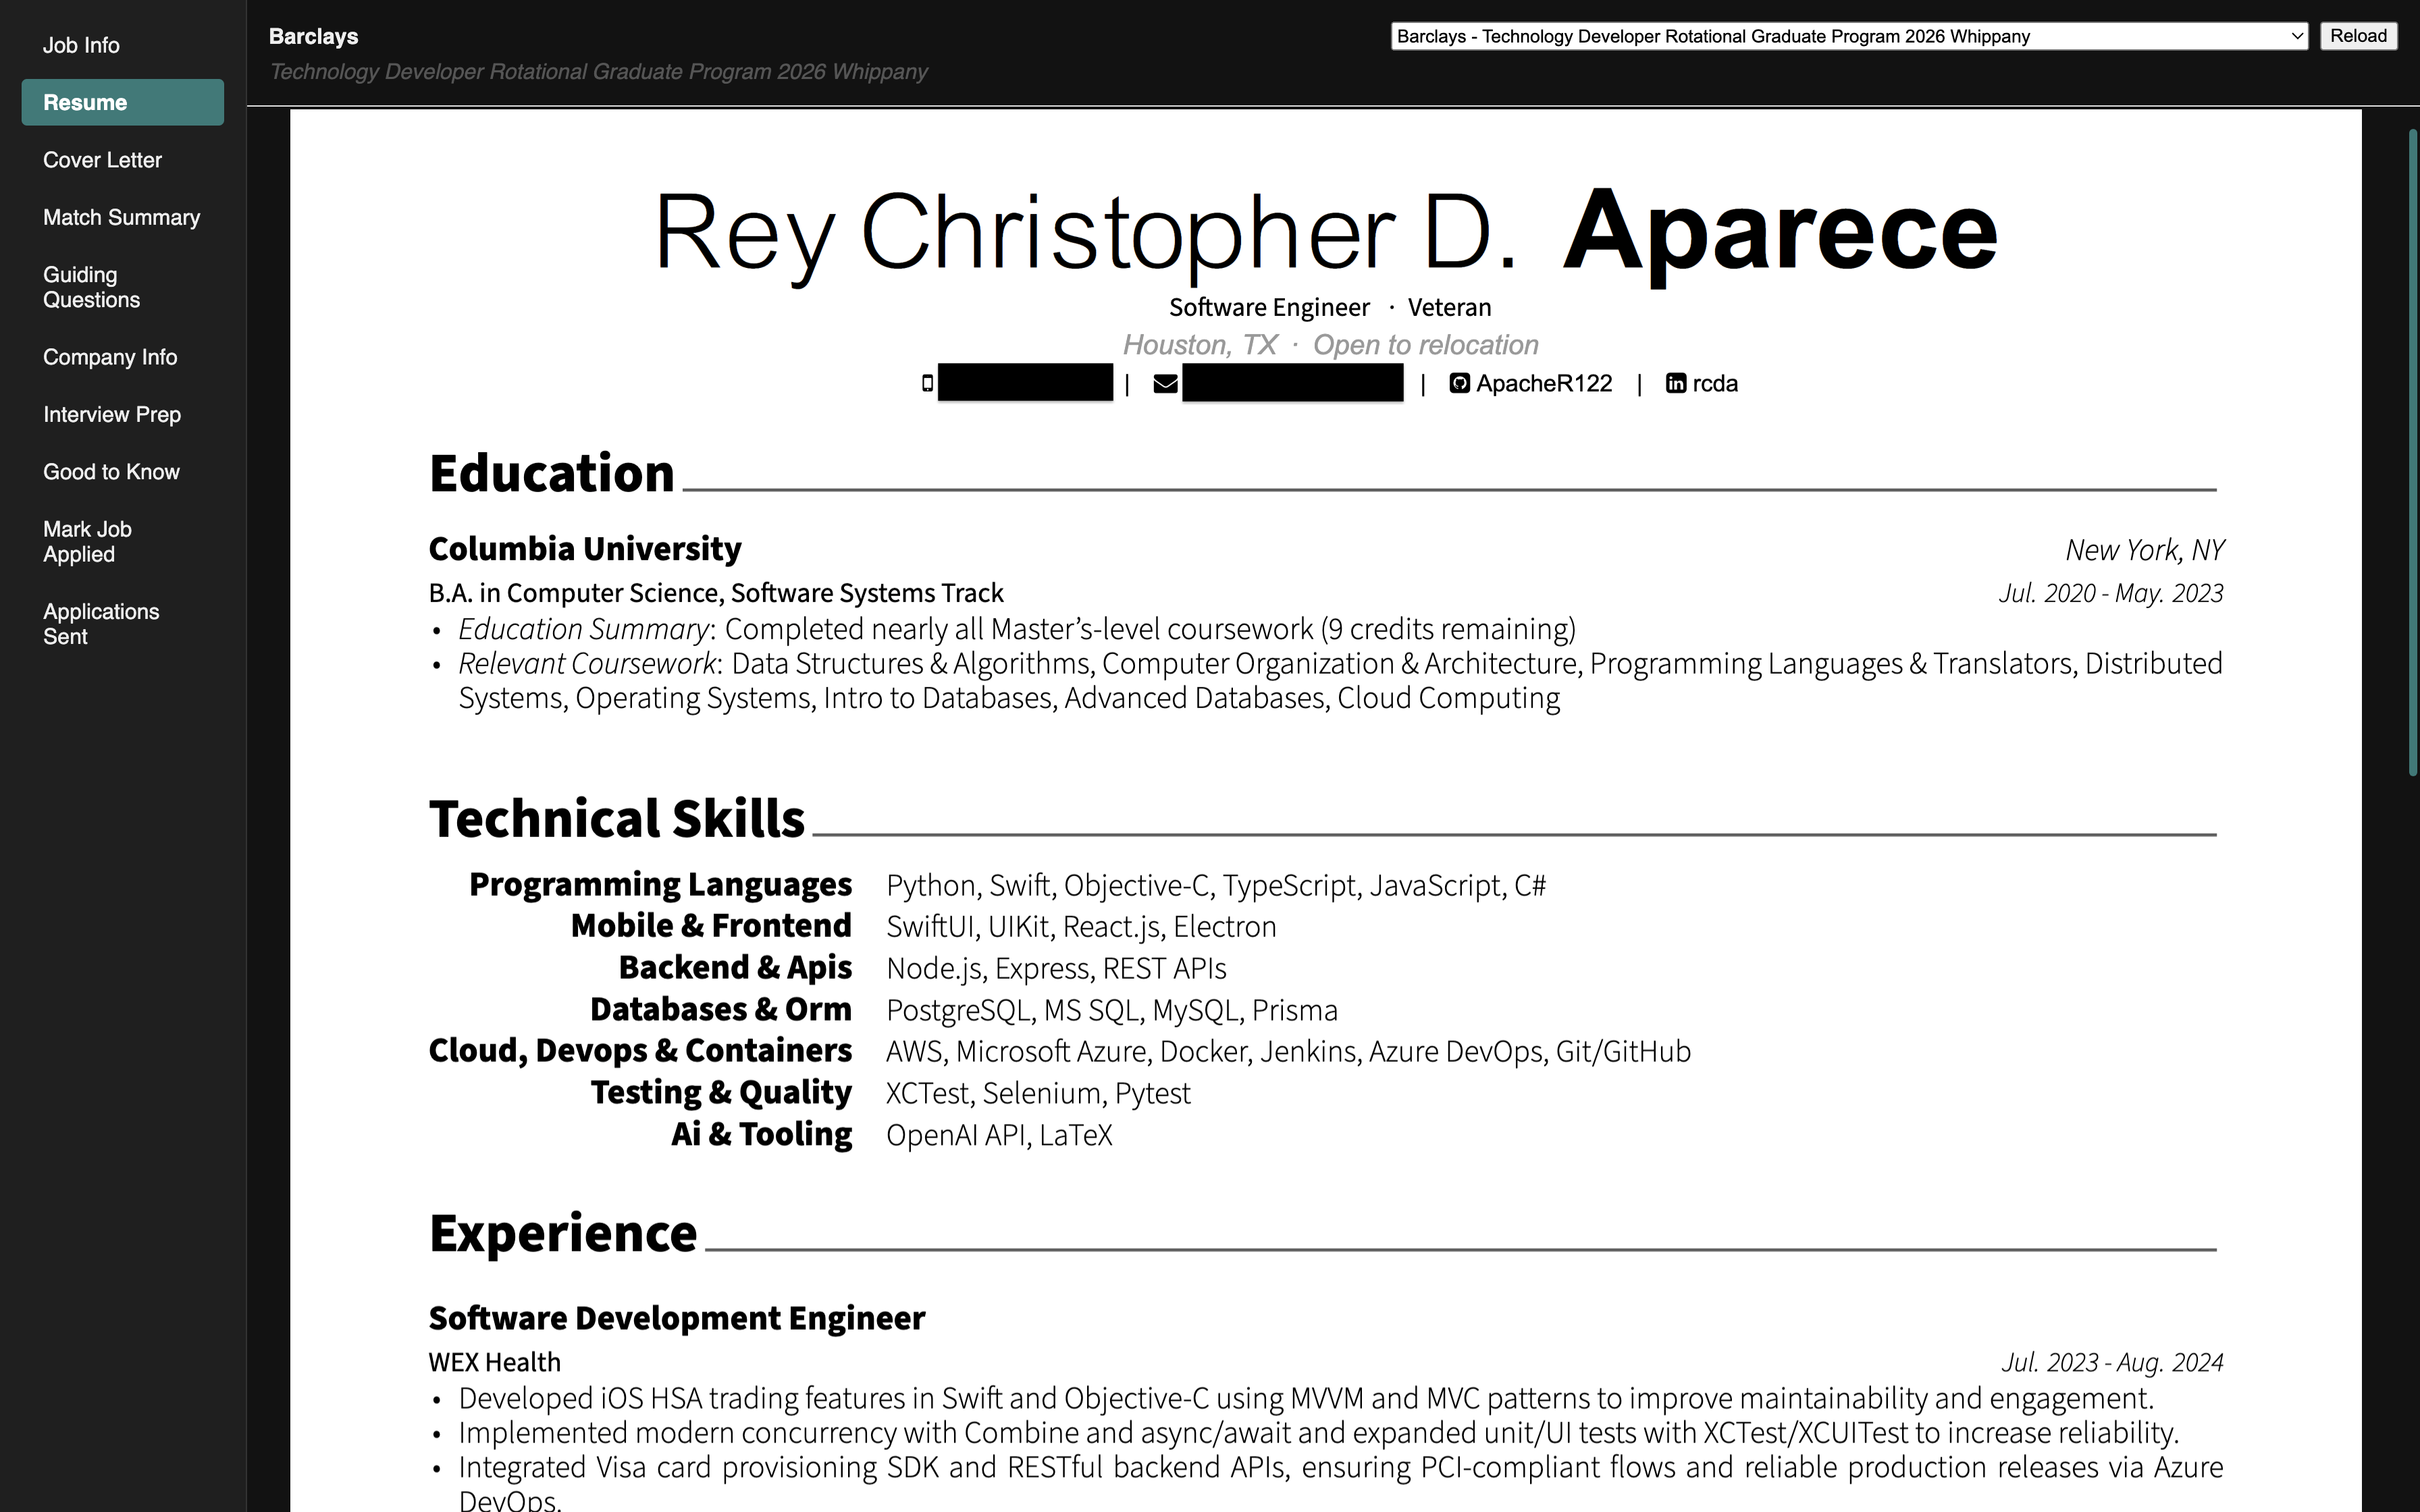 Job Info
Resume
Cover Letter
Match Summary
Guiding
Questions
Company Info
Interview Prep
Good to Know
Mark Job
Applied
Applications
Sent
Barclays
Technology Developer Rotational Graduate Program 2026 Whippany
Barclays - Technology Developer Rotational Graduate Program 2026 Whippany
Reload
Rey Christopher D. Aparece
Software Engineer · Veteran
Houston, TX · Open to relocation
| | ApacheR122 | rcda
Education
Columbia University New York, NY
B.A. in Computer Science, Software Systems Track Jul. 2020 - May. 2023
• Education Summary: Completed nearly all Master’s-level coursework (9 credits remaining)
• Relevant Coursework: Data Structures & Algorithms, Computer Organization & Architecture, Programming Languages & Translators, Distributed
Systems, Operating Systems, Intro to Databases, Advanced Databases, Cloud Computing
Technical Skills
Programming Languages Python, Swift, Objective-C, TypeScript, JavaScript, C#
Mobile & Frontend SwiftUI, UIKit, React.js, Electron
Backend & Apis Node.js, Express, REST APIs
Databases & Orm PostgreSQL, MS SQL, MySQL, Prisma
Cloud, Devops & Containers AWS, Microsoft Azure, Docker, Jenkins, Azure DevOps, Git/GitHub
Testing & Quality XCTest, Selenium, Pytest
Ai & Tooling OpenAI API, LaTeX
Experience
Software Development Engineer
WEX Health Jul. 2023 - Aug. 2024
• Developed iOS HSA trading features in Swift and Objective-C using MVVM and MVC patterns to improve maintainability and engagement.
• Implemented modern concurrency with Combine and async/await and expanded unit/UI tests with XCTest/XCUITest to increase reliability.
• Integrated Visa card provisioning SDK and RESTful backend APIs, ensuring PCI-compliant flows and reliable production releases via Azure
DevOps.